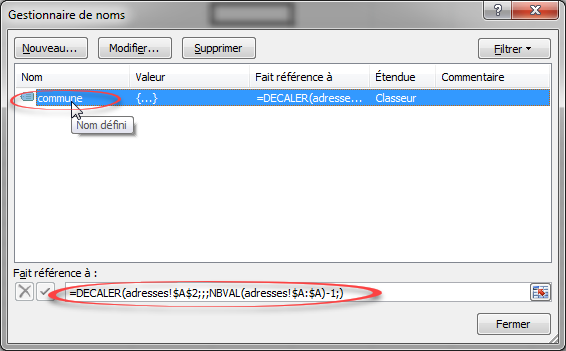 Gestionnaire de noms
Nouveau... Modifier... Supprimer Filtrer
Nom Valeur Fait référence à Étendue Commentaire
commune {...} =DECALER(adresse... Classeur
Nom défini
Fait référence à :
=DECALER(adresses!$A$2;;;NBVAL(adresses!$A:$A)-1;)
Fermer